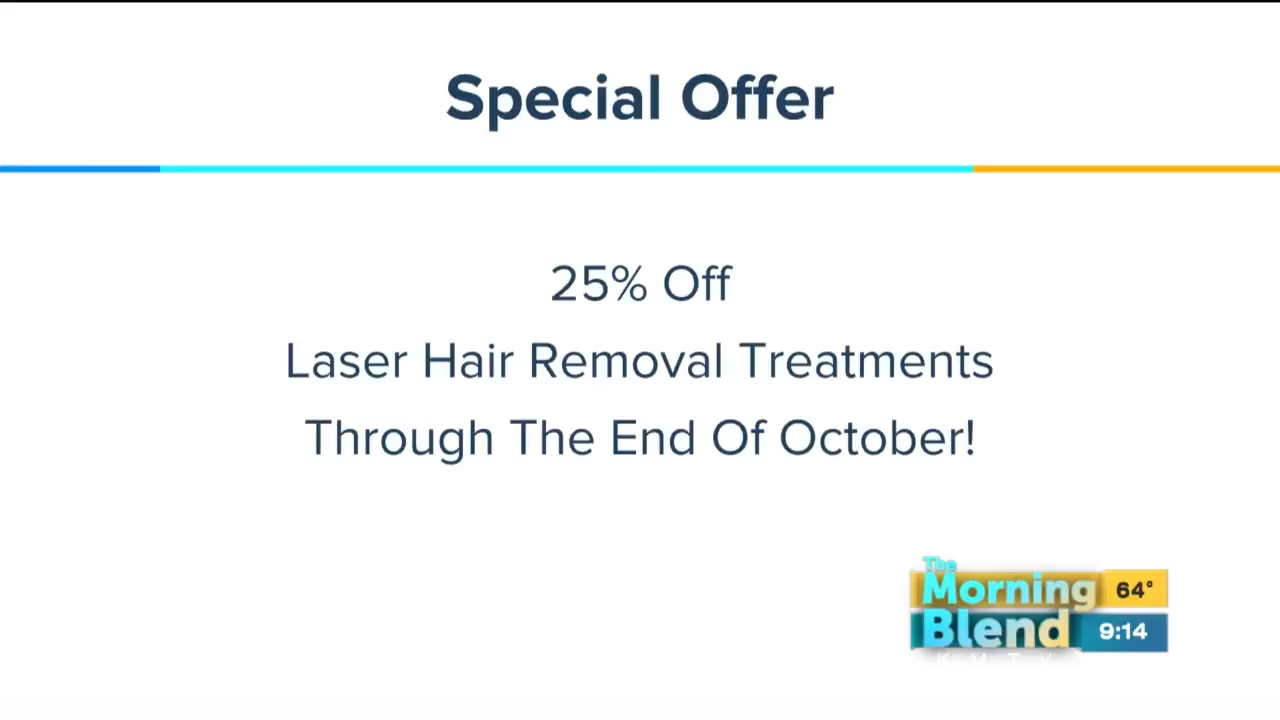 Special Offer
25% Off
Laser Hair Removal Treatments
Through The End Of October!
The
Morning
64°
Blend
9:14